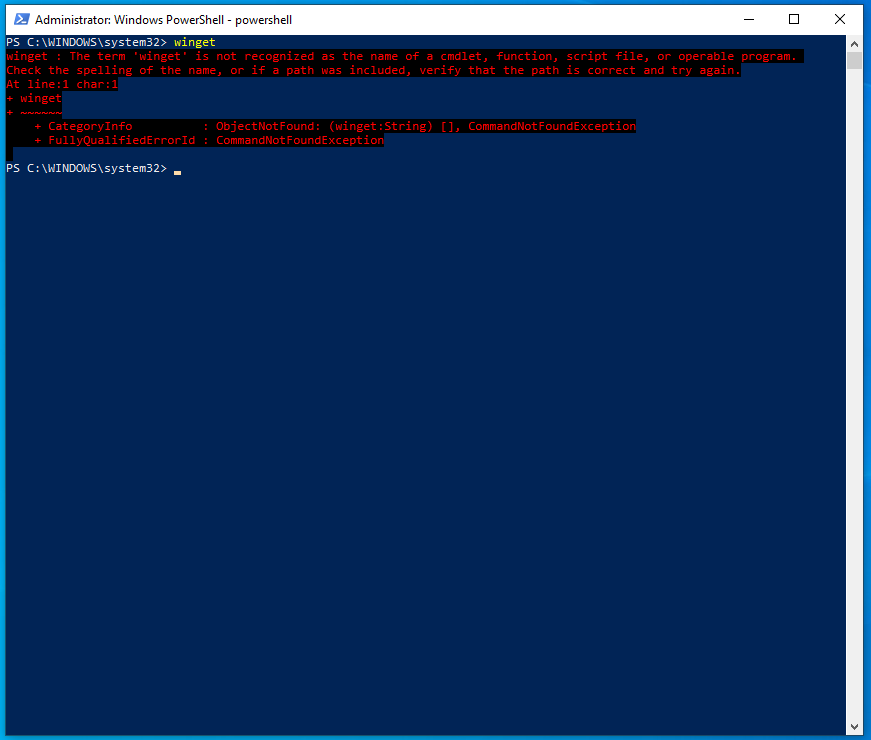 Administrator: Windows PowerShell - powershell
PS C:\WINDOWS\system32> winget
winget : The term 'winget' is not recognized as the name of a cmdlet, function, script file, or operable program.
Check the spelling of the name, or if a path was included, verify that the path is correct and try again.
At line:1 char:1
+ winget
+ ~~~~~~
    + CategoryInfo          : ObjectNotFound: (winget:String) [], CommandNotFoundException
    + FullyQualifiedErrorId : CommandNotFoundException
PS C:\WINDOWS\system32>